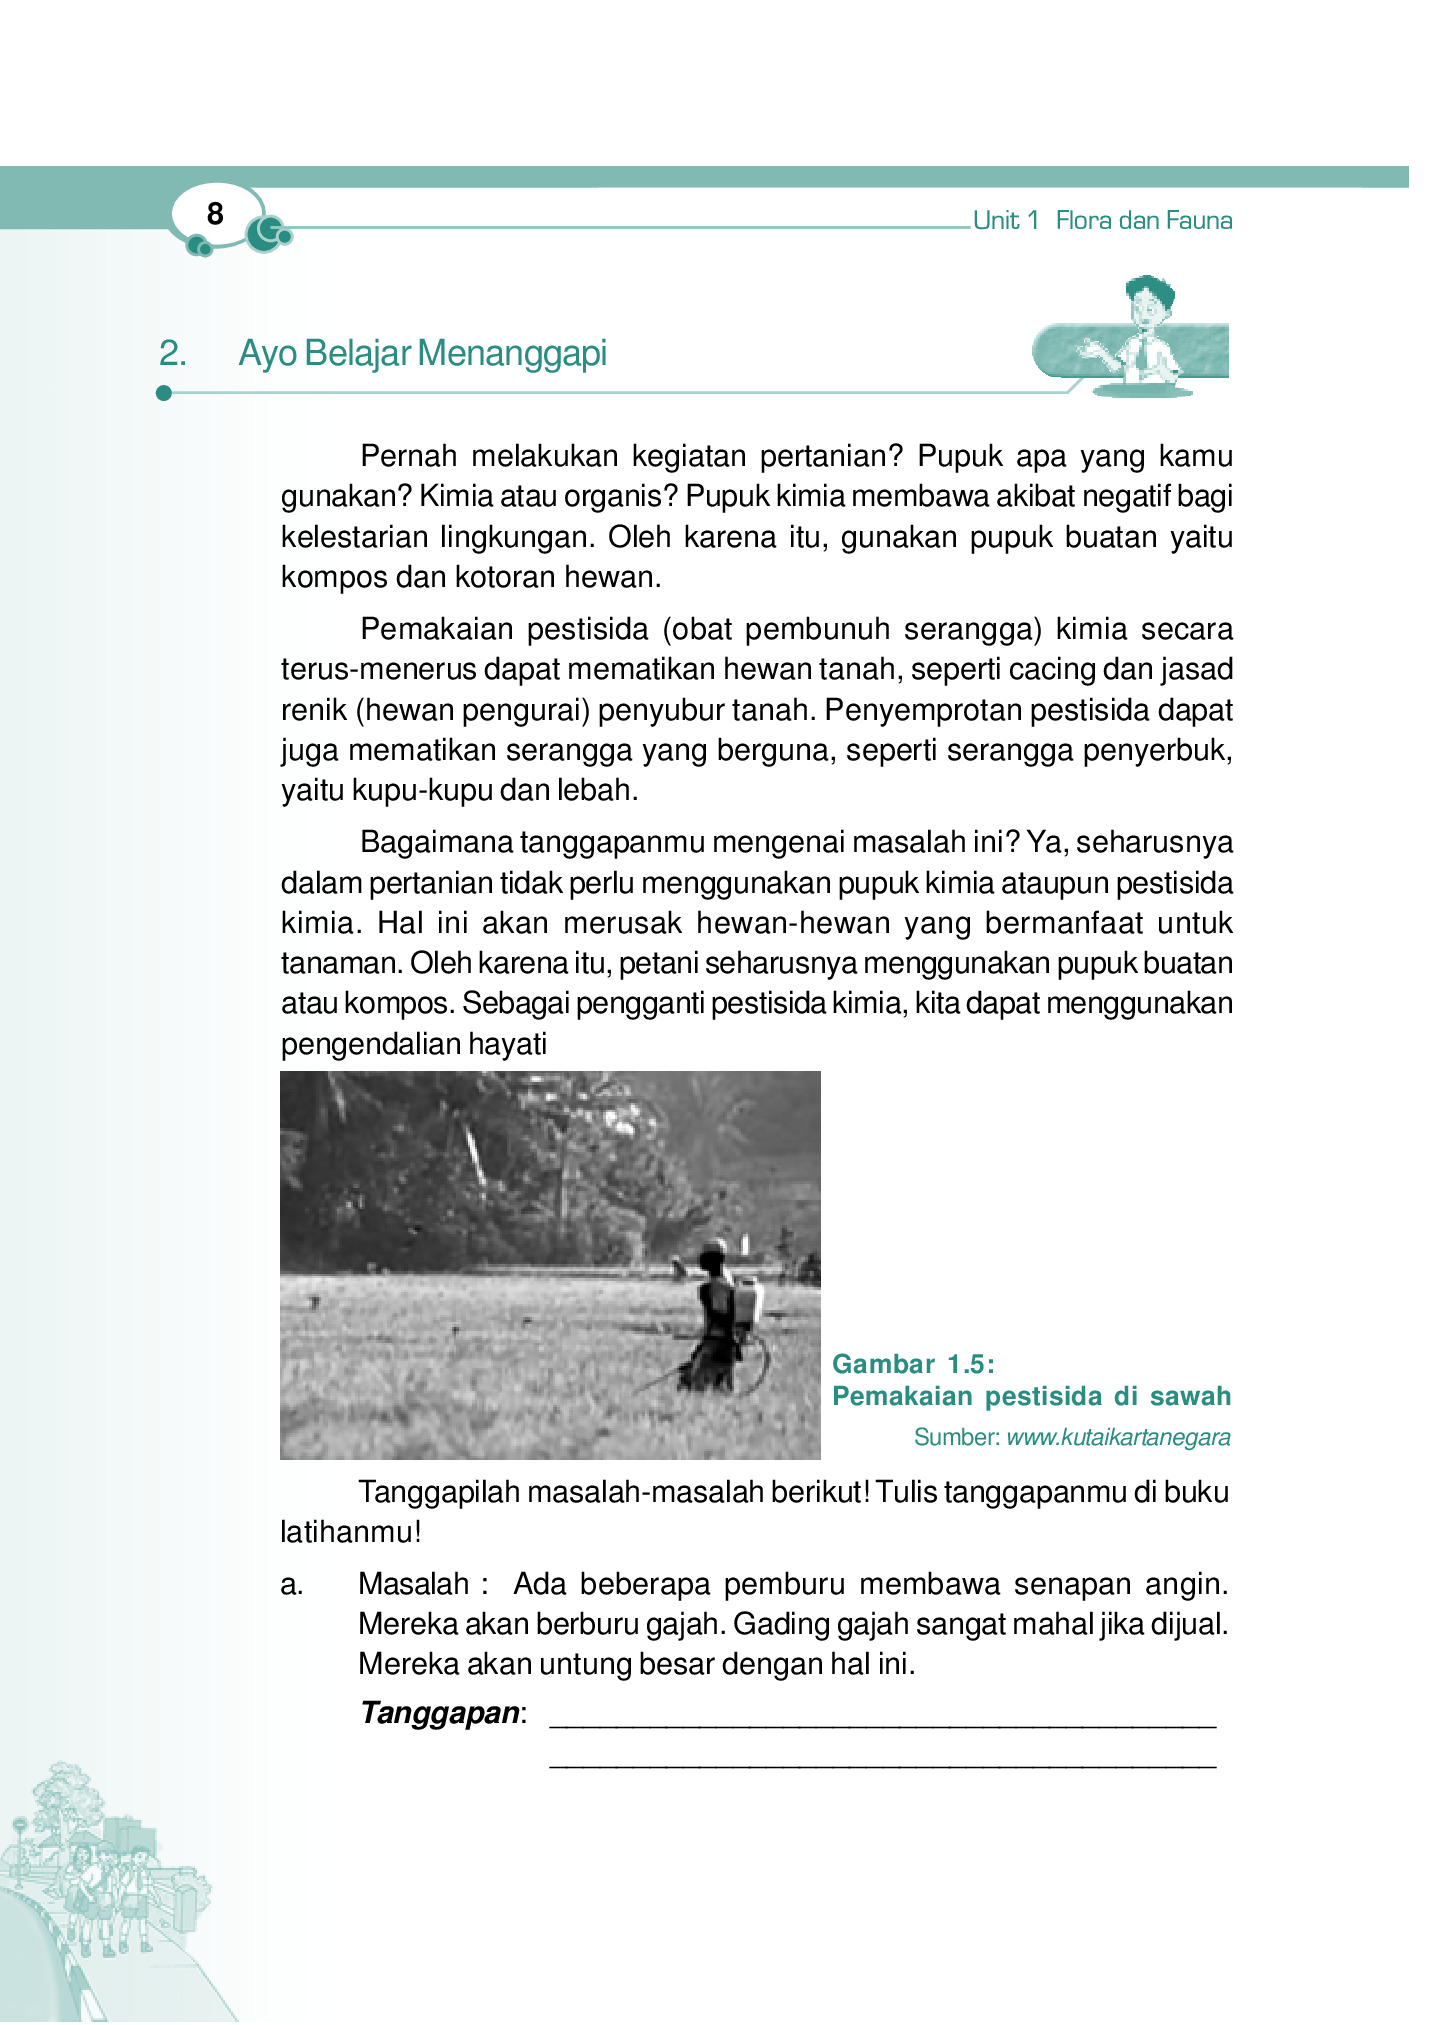 8
Unit 1 Flora dan Fauna
2. Ayo Belajar Menanggapi
Pernah melakukan kegiatan pertanian? Pupuk apa yang kamu
gunakan? Kimia atau organis? Pupuk kimia membawa akibat negatif bagi
kelestarian lingkungan. Oleh karena itu, gunakan pupuk buatan yaitu
kompos dan kotoran hewan.
Pemakaian pestisida (obat pembunuh serangga) kimia secara
terus-menerus dapat mematikan hewan tanah, seperti cacing dan jasad
renik (hewan pengurai) penyubur tanah. Penyemprotan pestisida dapat
juga mematikan serangga yang berguna, seperti serangga penyerbuk,
yaitu kupu-kupu dan lebah.
Bagaimana tanggapanmu mengenai masalah ini? Ya, seharusnya
dalam pertanian tidak perlu menggunakan pupuk kimia ataupun pestisida
kimia. Hal ini akan merusak hewan-hewan yang bermanfaat untuk
tanaman. Oleh karena itu, petani seharusnya menggunakan pupuk buatan
atau kompos. Sebagai pengganti pestisida kimia, kita dapat menggunakan
pengendalian hayati
Gambar 1.5:
Pemakaian pestisida di sawah
Sumber: www.kutaikartanegara
Tanggapilah masalah-masalah berikut! Tulis tanggapanmu di buku
latihanmu!
a. Masalah : Ada beberapa pemburu membawa senapan angin.
Mereka akan berburu gajah. Gading gajah sangat mahal jika dijual.
Mereka akan untung besar dengan hal ini.
Tanggapan: ________________________________________
________________________________________